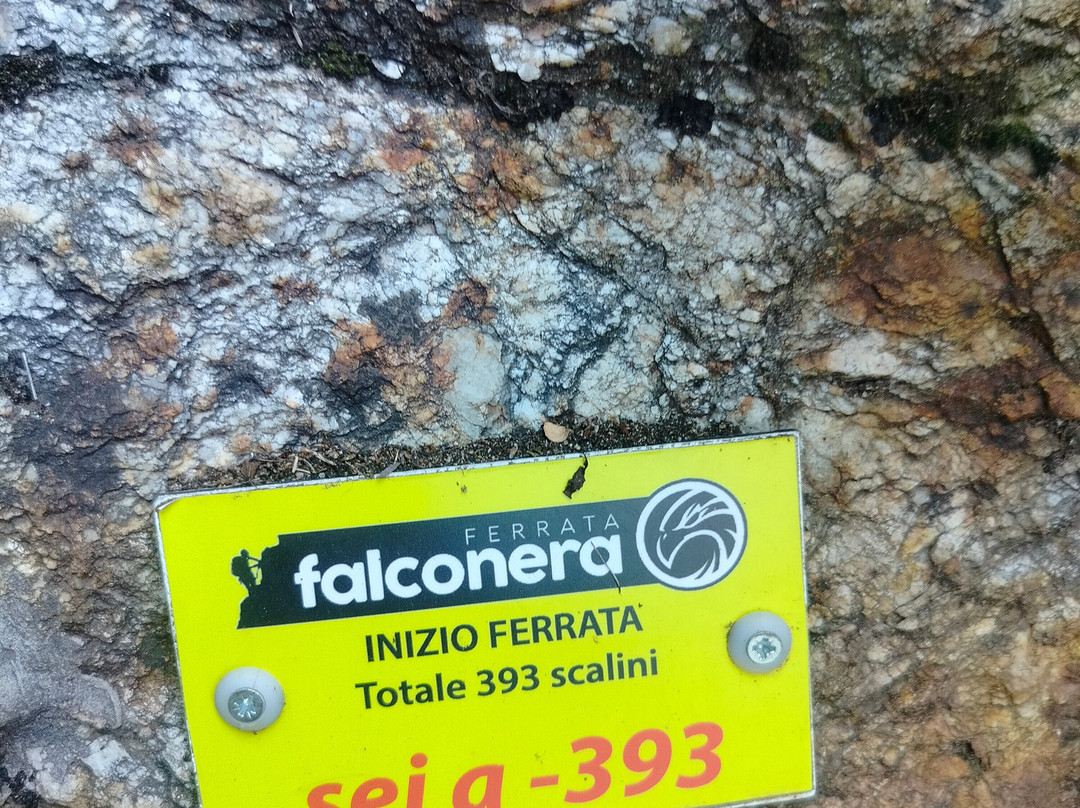 FERRATA
falconera
INIZIO FERRATA
Totale 393 scalini
sei a -393